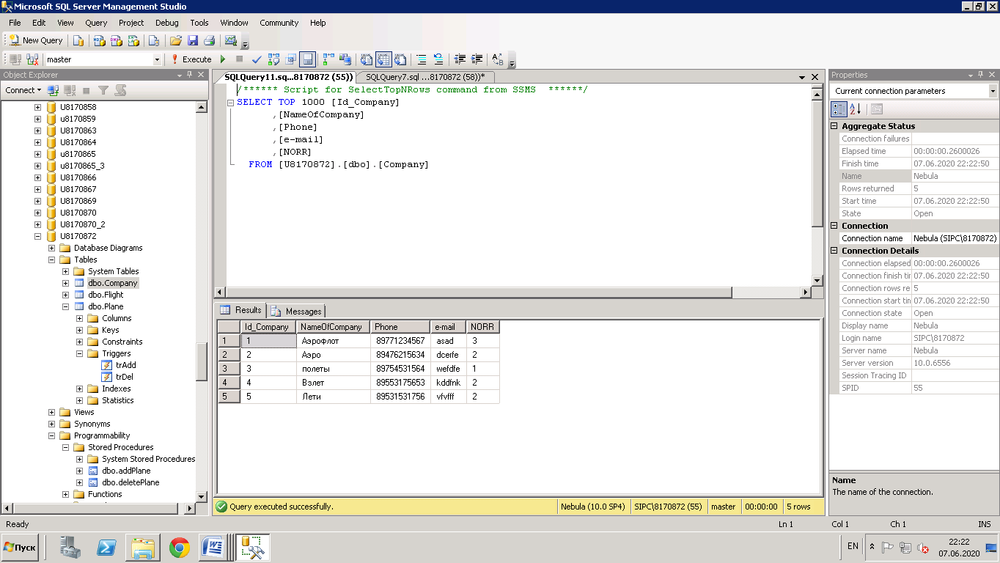 Microsoft SQL Server Management Studio
File Edit View Query Project Debug Tools Window Community Help
New Query
master Execute
Object Explorer
Connect
U8170858
u8170859
U8170863
U8170864
u8170865
u8170865_3
U8170866
U8170867
U8170869
U8170870
U8170870_2
U8170872
Database Diagrams
Tables
System Tables
dbo.Company
dbo.Flight
dbo.Plane
Columns
Keys
Constraints
Triggers
trAdd
trDel
Indexes
Statistics
Views
Synonyms
Programmability
Stored Procedures
System Stored Procedures
dbo.addPlane
dbo.deletePlane
Functions
SQLQuery11.sq...8170872 (55)) SQLQuery7.sql ...8170872 (58))*
/****** Script for SelectTopNRows command from SSMS ******/
SELECT TOP 1000 [Id_Company]
,[NameOfCompany]
,[Phone]
,[e-mail]
,[NORR]
FROM [U8170872].[dbo].[Company]
Results Messages
Id_Company NameOfCompany Phone e-mail NORR
1 1 Аэрофлот 89771234567 asad 3
2 2 Аэро 89476215634 dcerfe 2
3 3 полеты 89754531564 wefdfe 1
4 4 Взлет 89553175653 kddfnk 2
5 5 Лети 89531531756 vfvfff 2
Query executed successfully. Nebula (10.0 SP4) SIPC\8170872 (55) master 00:00:00 5 rows
Properties
Current connection parameters
Aggregate Status
Connection failures
Elapsed time 00:00:00.2600026
Finish time 07.06.2020 22:22:50
Name Nebula
Rows returned 5
Start time 07.06.2020 22:22:50
State Open
Connection
Connection name Nebula (SIPC\8170872)
Connection Details
Connection elapsed 00:00:00.2600026
Connection finish tir 07.06.2020 22:22:50
Connection rows re 5
Connection start tin 07.06.2020 22:22:50
Connection state Open
Display name Nebula
Login name SIPC\8170872
Server name Nebula
Server version 10.0.6556
Session Tracing ID
SPID 55
Name
The name of the connection.
Ready Ln 1 Col 1 Ch 1 INS
Пуск EN 22:22
07.06.2020